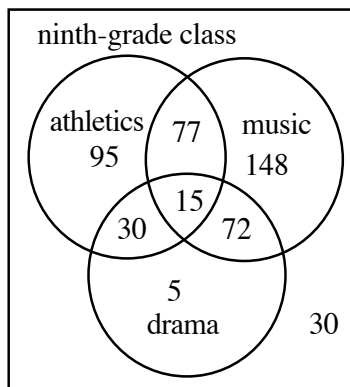 ninth-grade class
athletics 77 music
95 148
15
30 72
5
drama 30